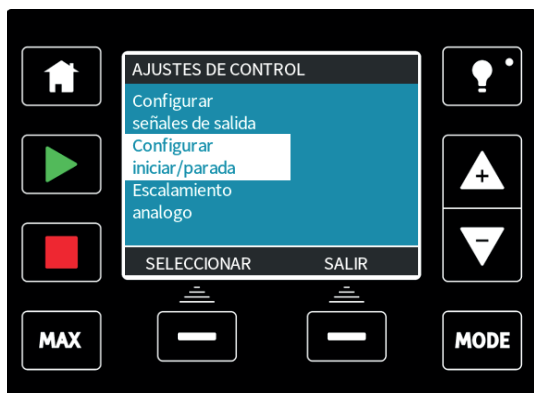 AJUSTES DE CONTROL
Configurar
señales de salida
Configurar
iniciar/parada
Escalamiento
analogo
SELECCIONAR SALIR
+
-
MAX
MODE